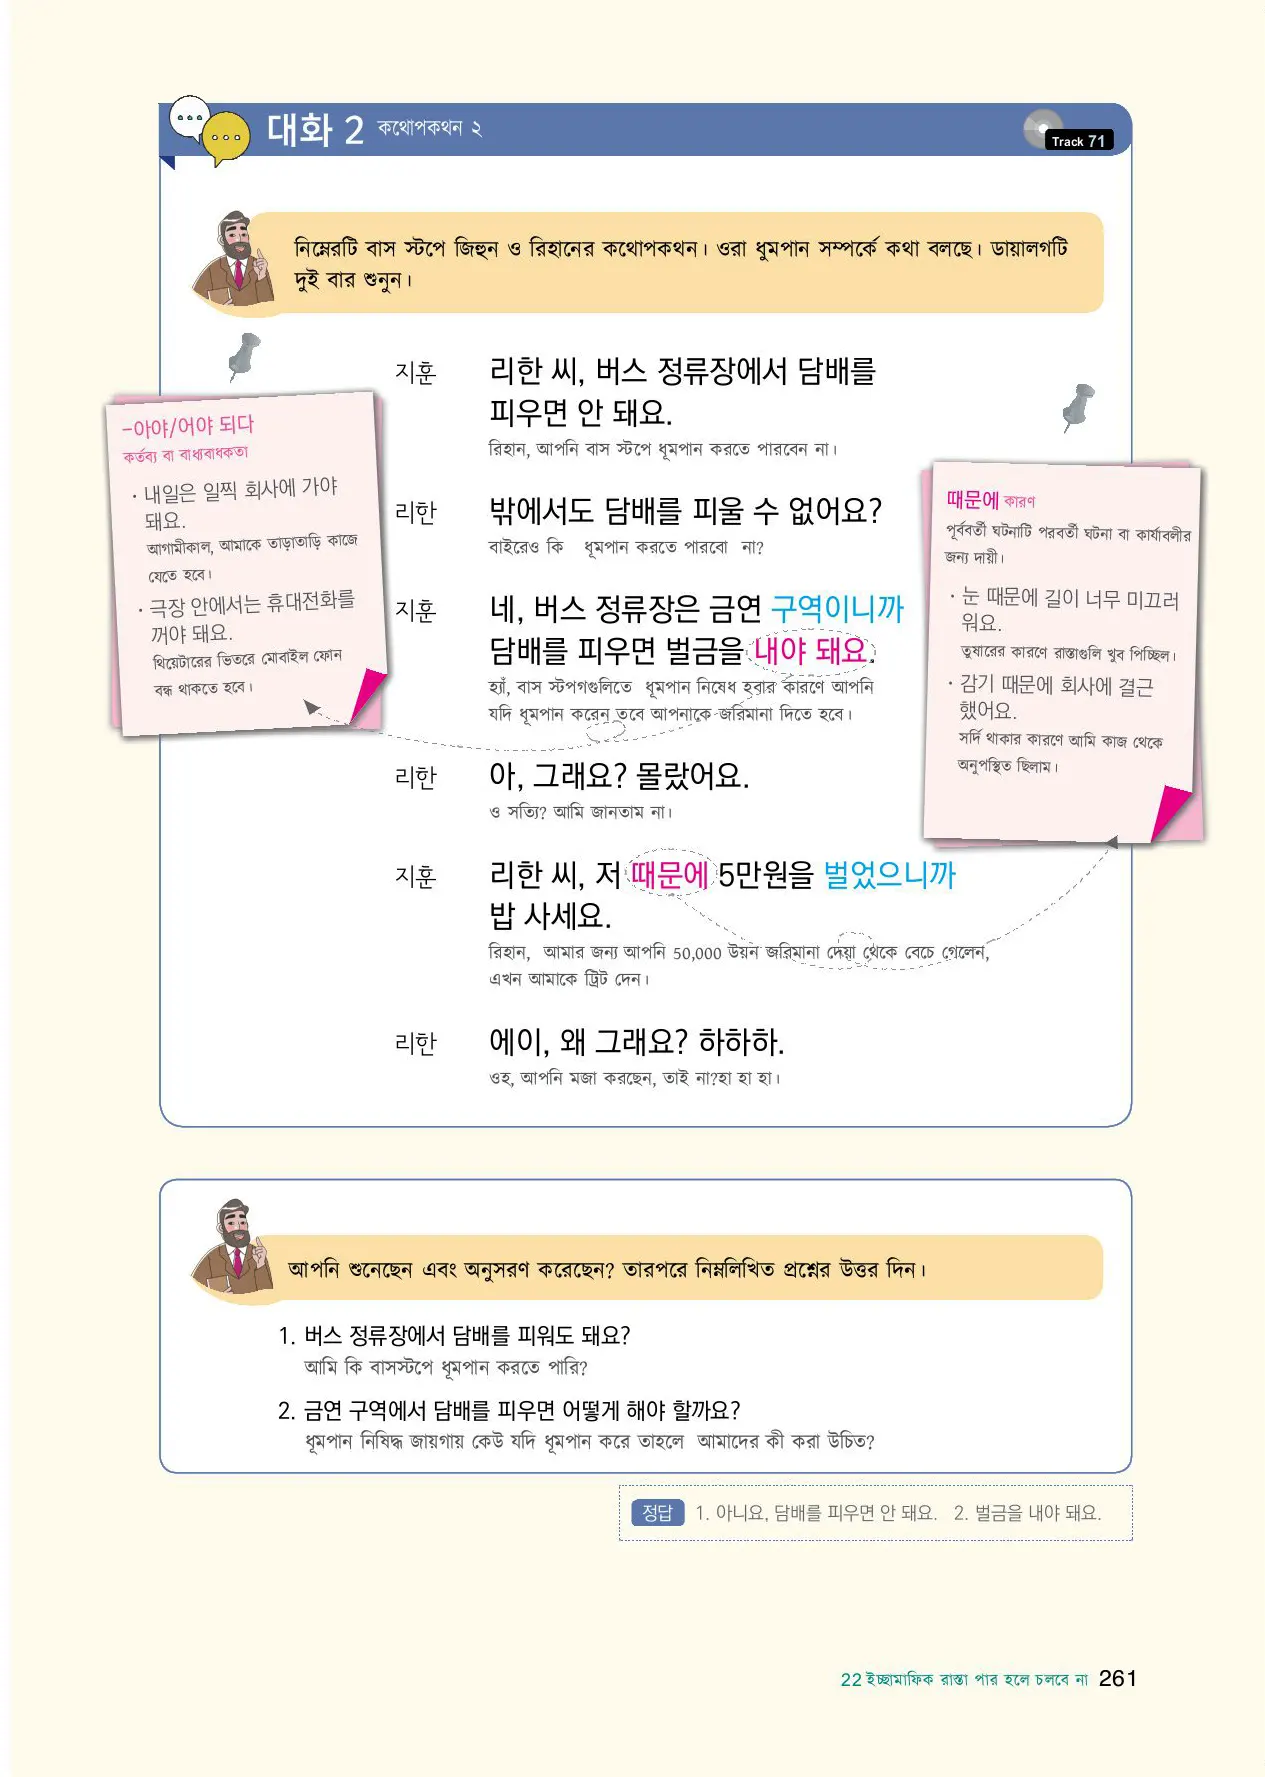 대화 2 কথোপকথন ২
Track 71
নিম্নেরটি বাস স্টপে জিহুন ও রিহানের কথোপকথন। ওরা ধুমপান সম্পর্কে কথা বলছে। ডায়ালগটি
দুই বার শুনুন।
지훈 리한 씨, 버스 정류장에서 담배를
피우면 안 돼요.
রিহান, আপনি বাস স্টপে ধূমপান করতে পারবেন না।
리한 밖에서도 담배를 피울 수 없어요?
বাইরেও কি ধূমপান করতে পারবো না?
지훈 네, 버스 정류장은 금연 구역이니까
담배를 피우면 벌금을 내야 돼요.
হ্যাঁ, বাস স্টপগুলিতে ধূমপান নিষেধ হবার কারণে আপনি
যদি ধূমপান করেন তবে আপনাকে জরিমানা দিতে হবে।
리한 아, 그래요? 몰랐어요.
ও সত্যি? আমি জানতাম না।
지훈 리한 씨, 저 때문에 5만원을 벌었으니까
밥 사세요.
রিহান, আমার জন্য আপনি 50,000 উয়ন জরিমানা দেয়া থেকে বেচে গেলেন,
এখন আমাকে ট্রিট দেন।
리한 에이, 왜 그래요? 하하하.
ওহ, আপনি মজা করছেন, তাই না?হা হা হা।
-아야/어야 되다
কর্তব্য বা বাধ্যবাধকতা
· 내일은 일찍 회사에 가야
돼요.
আগামীকাল, আমাকে তাড়াতাড়ি কাজে
যেতে হবে।
· 극장 안에서는 휴대전화를
꺼야 돼요.
থিয়েটারের ভিতরে মোবাইল ফোন
বন্ধ থাকতে হবে।
때문에 কারণ
পূর্ববর্তী ঘটনাটি পরবর্তী ঘটনা বা কার্যাবলীর
জন্য দায়ী।
· 눈 때문에 길이 너무 미끄러
워요.
তুষারের কারণে রাস্তাগুলি খুব পিচ্ছিল।
· 감기 때문에 회사에 결근
했어요.
সর্দি থাকার কারণে আমি কাজ থেকে
অনুপস্থিত ছিলাম।
আপনি শুনেছেন এবং অনুসরণ করেছেন? তারপরে নিম্নলিখিত প্রশ্নের উত্তর দিন।
1. 버스 정류장에서 담배를 피워도 돼요?
আমি কি বাসস্টপে ধূমপান করতে পারি?
2. 금연 구역에서 담배를 피우면 어떻게 해야 할까요?
ধূমপান নিষিদ্ধ জায়গায় কেউ যদি ধূমপান করে তাহলে আমাদের কী করা উচিত?
정답 1. 아니요, 담배를 피우면 안 돼요. 2. 벌금을 내야 돼요.
22 ইচ্ছামাফিক রাস্তা পার হলে চলবে না 261